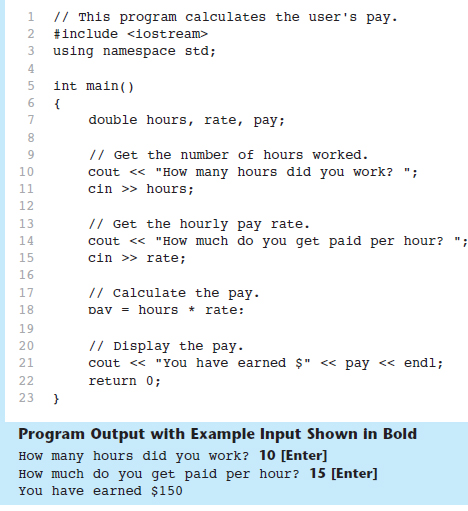 1 // This program calculates the user's pay.
2 #include <iostream>
3 using namespace std;
4
5 int main()
6 {
7 double hours, rate, pay;
8
9 // Get the number of hours worked.
10 cout << "How many hours did you work? ";
11 cin >> hours;
12
13 // Get the hourly pay rate.
14 cout << "How much do you get paid per hour? ";
15 cin >> rate;
16
17 // Calculate the pay.
18 pay = hours * rate;
19
20 // Display the pay.
21 cout << "You have earned $" << pay << endl;
22 return 0;
23 }
Program Output with Example Input Shown in Bold
How many hours did you work? 10 [Enter]
How much do you get paid per hour? 15 [Enter]
You have earned $150